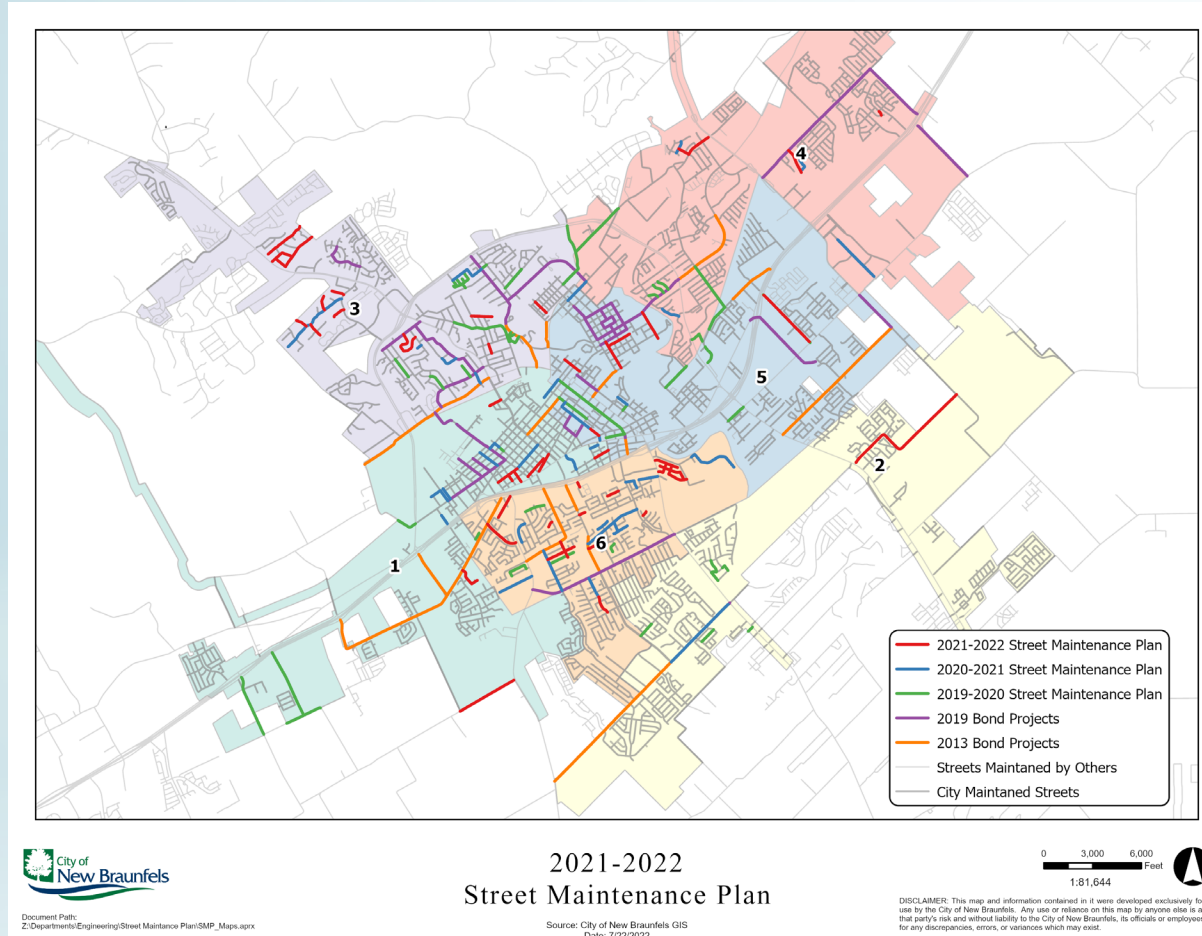 4
3
5
2
6
1
2021-2022 Street Maintenance Plan
2020-2021 Street Maintenance Plan
2019-2020 Street Maintenance Plan
2019 Bond Projects
2013 Bond Projects
Streets Maintaned by Others
City Maintaned Streets
City of
New Braunfels
Document Path:
Z:\Departments\Engineering\Street Maintance Plan\SMP_Maps.aprx
2021-2022
Street Maintenance Plan
Source: City of New Braunfels GIS
Date: 7/22/2022
0 3,000 6,000
Feet
1:81,644
DISCLAIMER: This map and information contained in it were developed exclusively for
use by the City of New Braunfels. Any use or reliance on this map by anyone else is a
that party's risk and without liability to the City of New Braunfels, its officials or employees
for any discrepancies, errors, or variances which may exist.